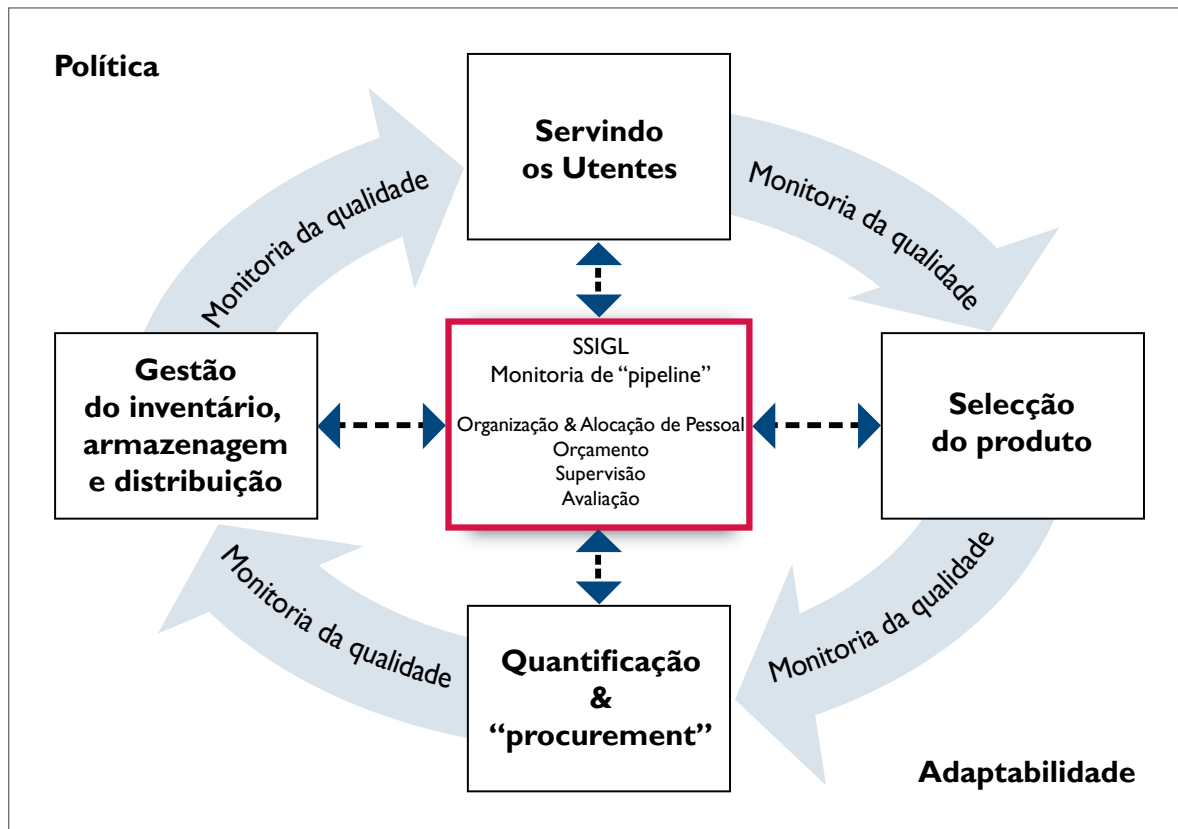 Política
Servindo
os Utentes
Monitoria da qualidade
Monitoria da qualidade
Gestão
do inventário,
armazenagem
e distribuição
SSIGL
Monitoria de “pipeline”
Organização & Alocação de Pessoal
Orçamento
Supervisão
Avaliação
Selecção
do produto
Monitoria da qualidade
Monitoria da qualidade
Quantificação
&
“procurement”
Adaptabilidade